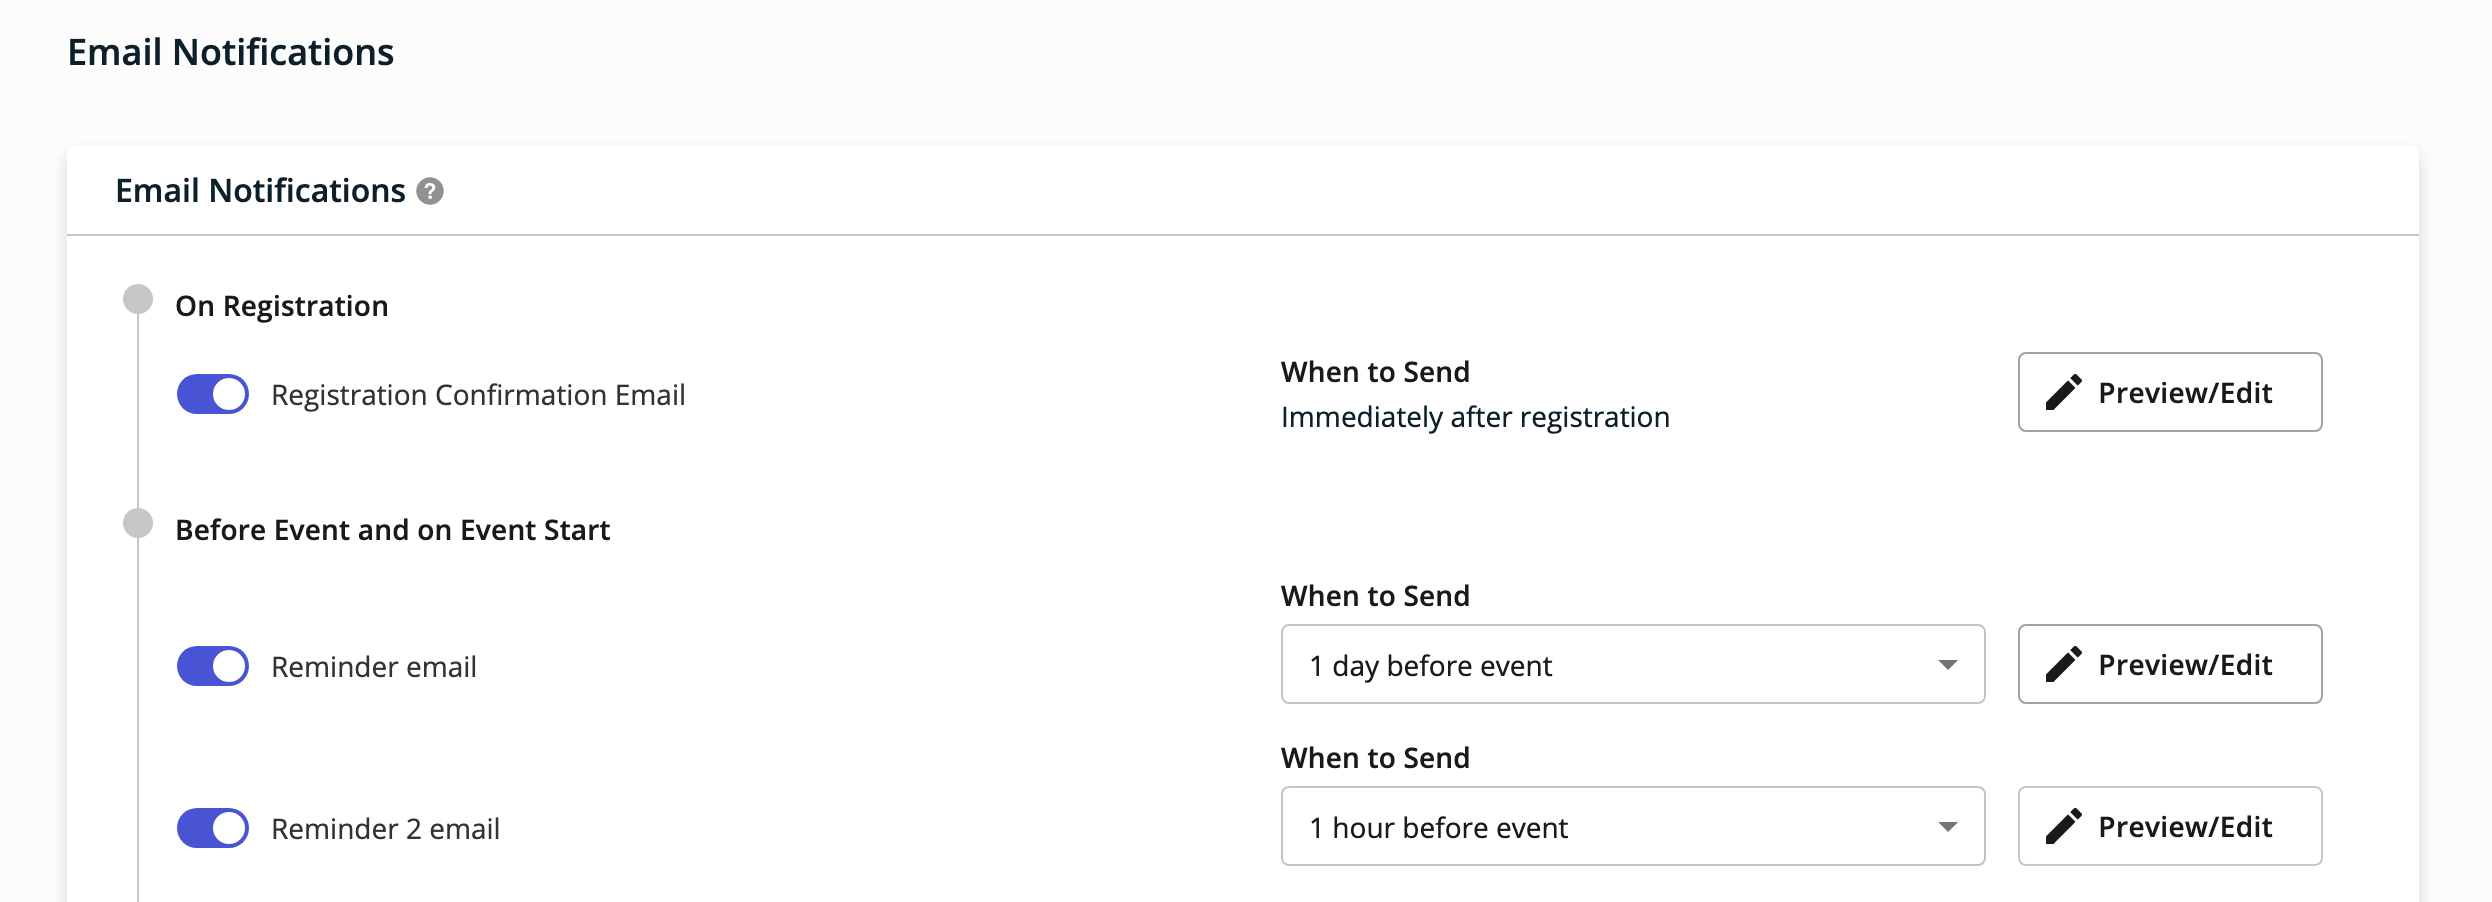 Email Notifications
Email Notifications ?
On Registration
Registration Confirmation Email
When to Send
Immediately after registration
Preview/Edit
Before Event and on Event Start
When to Send
Reminder email
1 day before event
Preview/Edit
When to Send
Reminder 2 email
1 hour before event
Preview/Edit